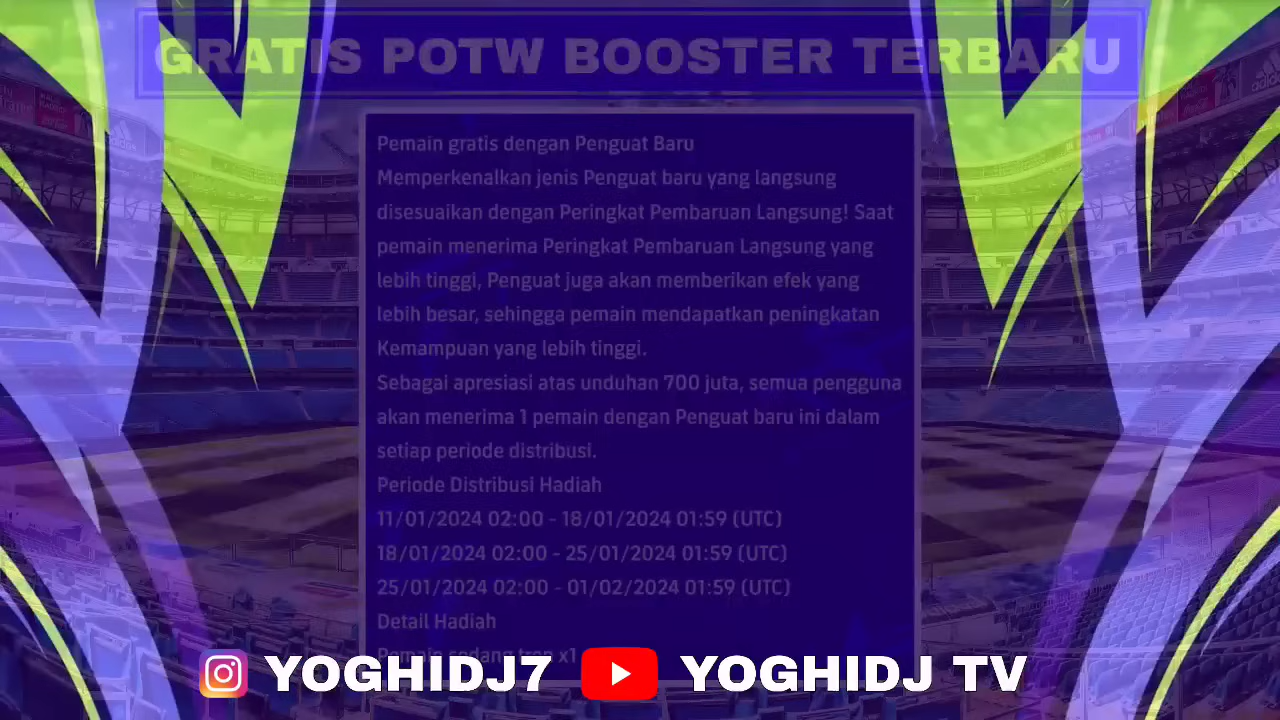 GRATIS POTW BOOSTER TERBARU
Pemain gratis dengan Penguat Baru
Memperkenalkan jenis Penguat baru yang langsung
disesuaikan dengan Peringkat Pembaruan Langsung! Saat
pemain menerima Peringkat Pembaruan Langsung yang
lebih tinggi, Penguat juga akan memberikan efek yang
lebih besar, sehingga pemain mendapatkan peningkatan
Kemampuan yang lebih tinggi.
Sebagai apresiasi atas unduhan 700 juta, semua pengguna
akan menerima 1 pemain dengan Penguat baru ini dalam
setiap periode distribusi.
Periode Distribusi Hadiah
11/01/2024 02:00 - 18/01/2024 01:59 (UTC)
18/01/2024 02:00 - 25/01/2024 01:59 (UTC)
25/01/2024 02:00 - 01/02/2024 01:59 (UTC)
Detail Hadiah
Pemain sedang tren x1
YOGHIDJ7 YOGHIDJ TV
adidas